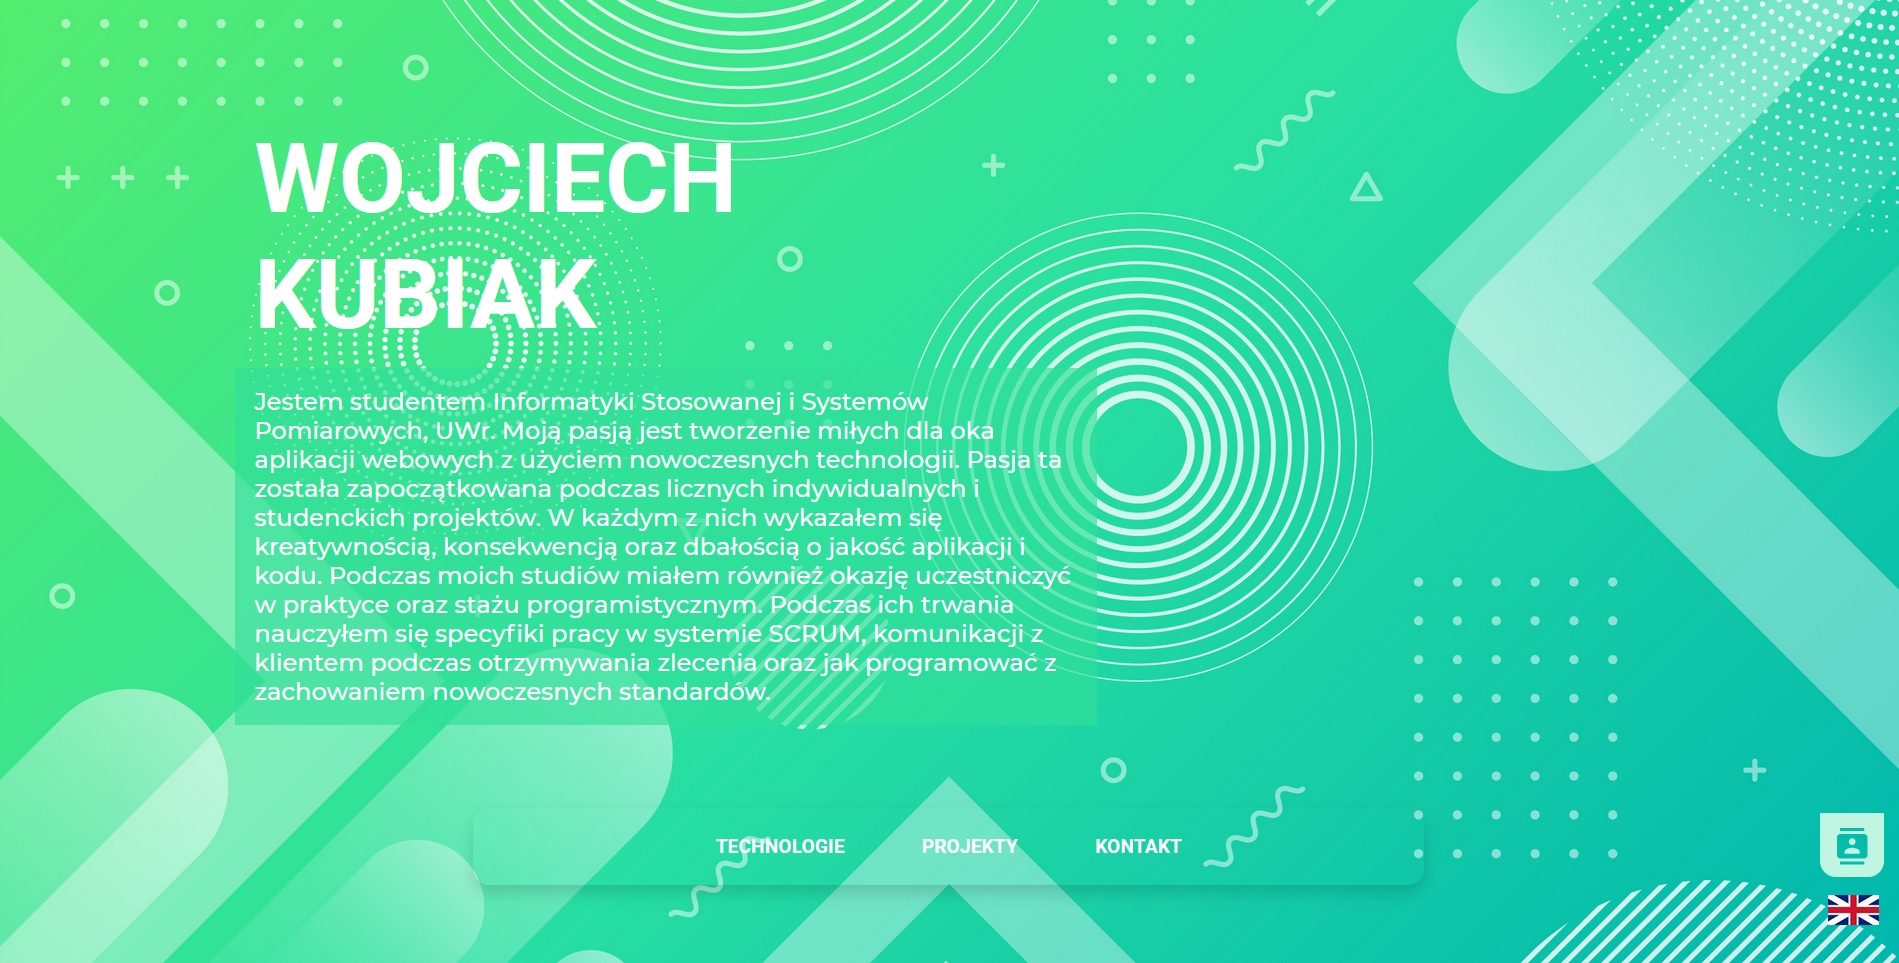 WOJCIECH
KUBIAK
Jestem studentem Informatyki Stosowanej i Systemów
Pomiarowych, UWr. Moją pasją jest tworzenie miłych dla oka
aplikacji webowych z użyciem nowoczesnych technologii. Pasja ta
została zapoczątkowana podczas licznych indywidualnych i
studenckich projektów. W każdym z nich wykazałem się
kreatywnością, konsekwencją oraz dbałością o jakość aplikacji i
kodu. Podczas moich studiów miałem również okazję uczestniczyć
w praktyce oraz stażu programistycznym. Podczas ich trwania
nauczyłem się specyfiki pracy w systemie SCRUM, komunikacji z
klientem podczas otrzymywania zlecenia oraz jak programować z
zachowaniem nowoczesnych standardów.
TECHNOLOGIE PROJEKTY KONTAKT